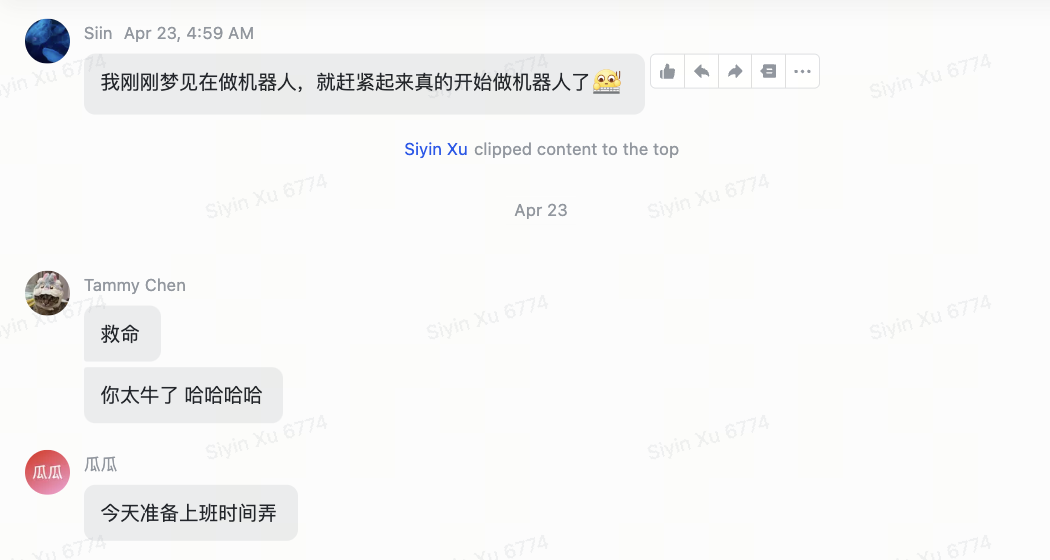 Siin Apr 23, 4:59 AM
我刚刚梦见在做机器人，就赶紧起来真的开始做机器人了
Siyin Xu clipped content to the top
Apr 23
Tammy Chen
救命
你太牛了 哈哈哈哈
瓜瓜
瓜瓜
今天准备上班时间弄
Siyin Xu 6774